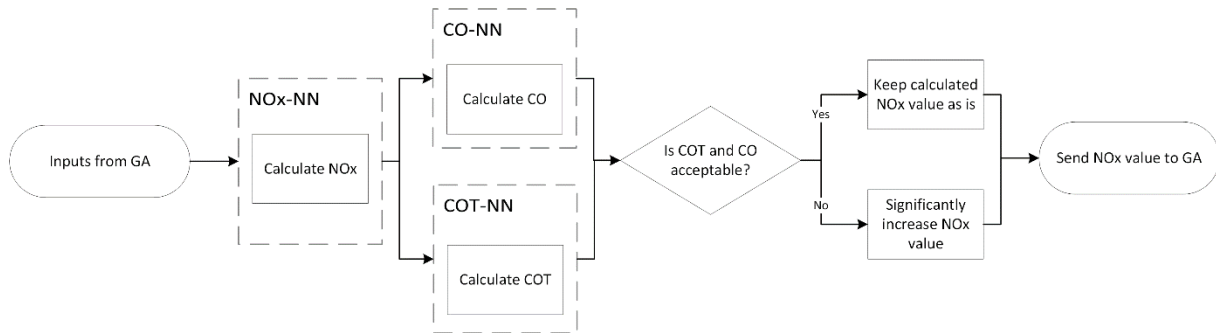 Inputs from GA
NOx-NN
Calculate NOx
CO-NN
Calculate CO
COT-NN
Calculate COT
Is COT and CO
acceptable?
Yes
No
Keep calculated
NOx value as is
Significantly
increase NOx
value
Send NOx value to GA